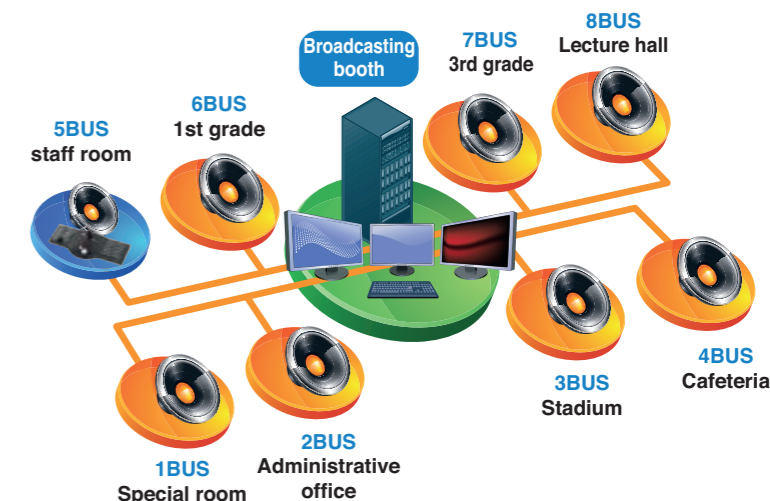 8BUS
Lecture hall
7BUS
3rd grade
Broadcasting
booth
6BUS
1st grade
5BUS
staff room
4BUS
Cafeteria
3BUS
Stadium
2BUS
Administrative
office
1BUS
Special room